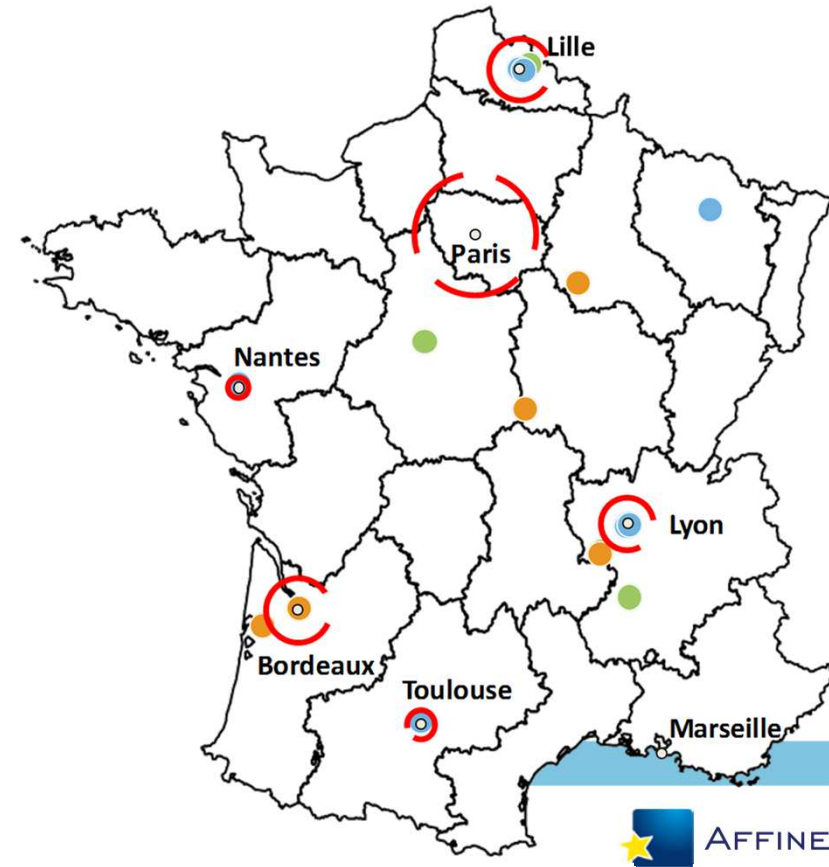 Lille
Paris
Nantes
Lyon
Bordeaux
Toulouse
Marseille
AFFINE